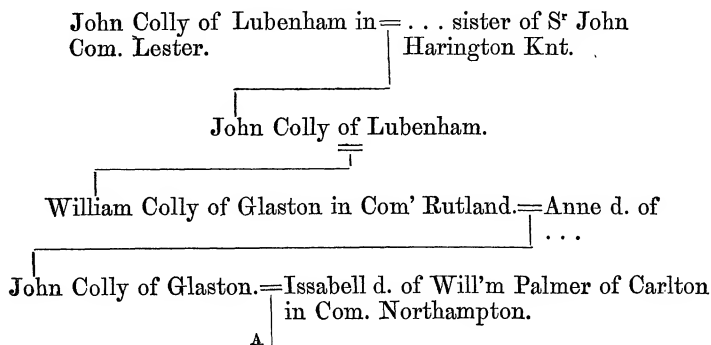 John Colly of Lubenham in= . . . sister of Sʳ John
Com. Lester. Harington Knt.
John Colly of Lubenham.
William Colly of Glaston in Com' Rutland.=Anne d. of
. . .
John Colly of Glaston.=Issabell d. of Will'm Palmer of Carlton
in Com. Northampton.
A